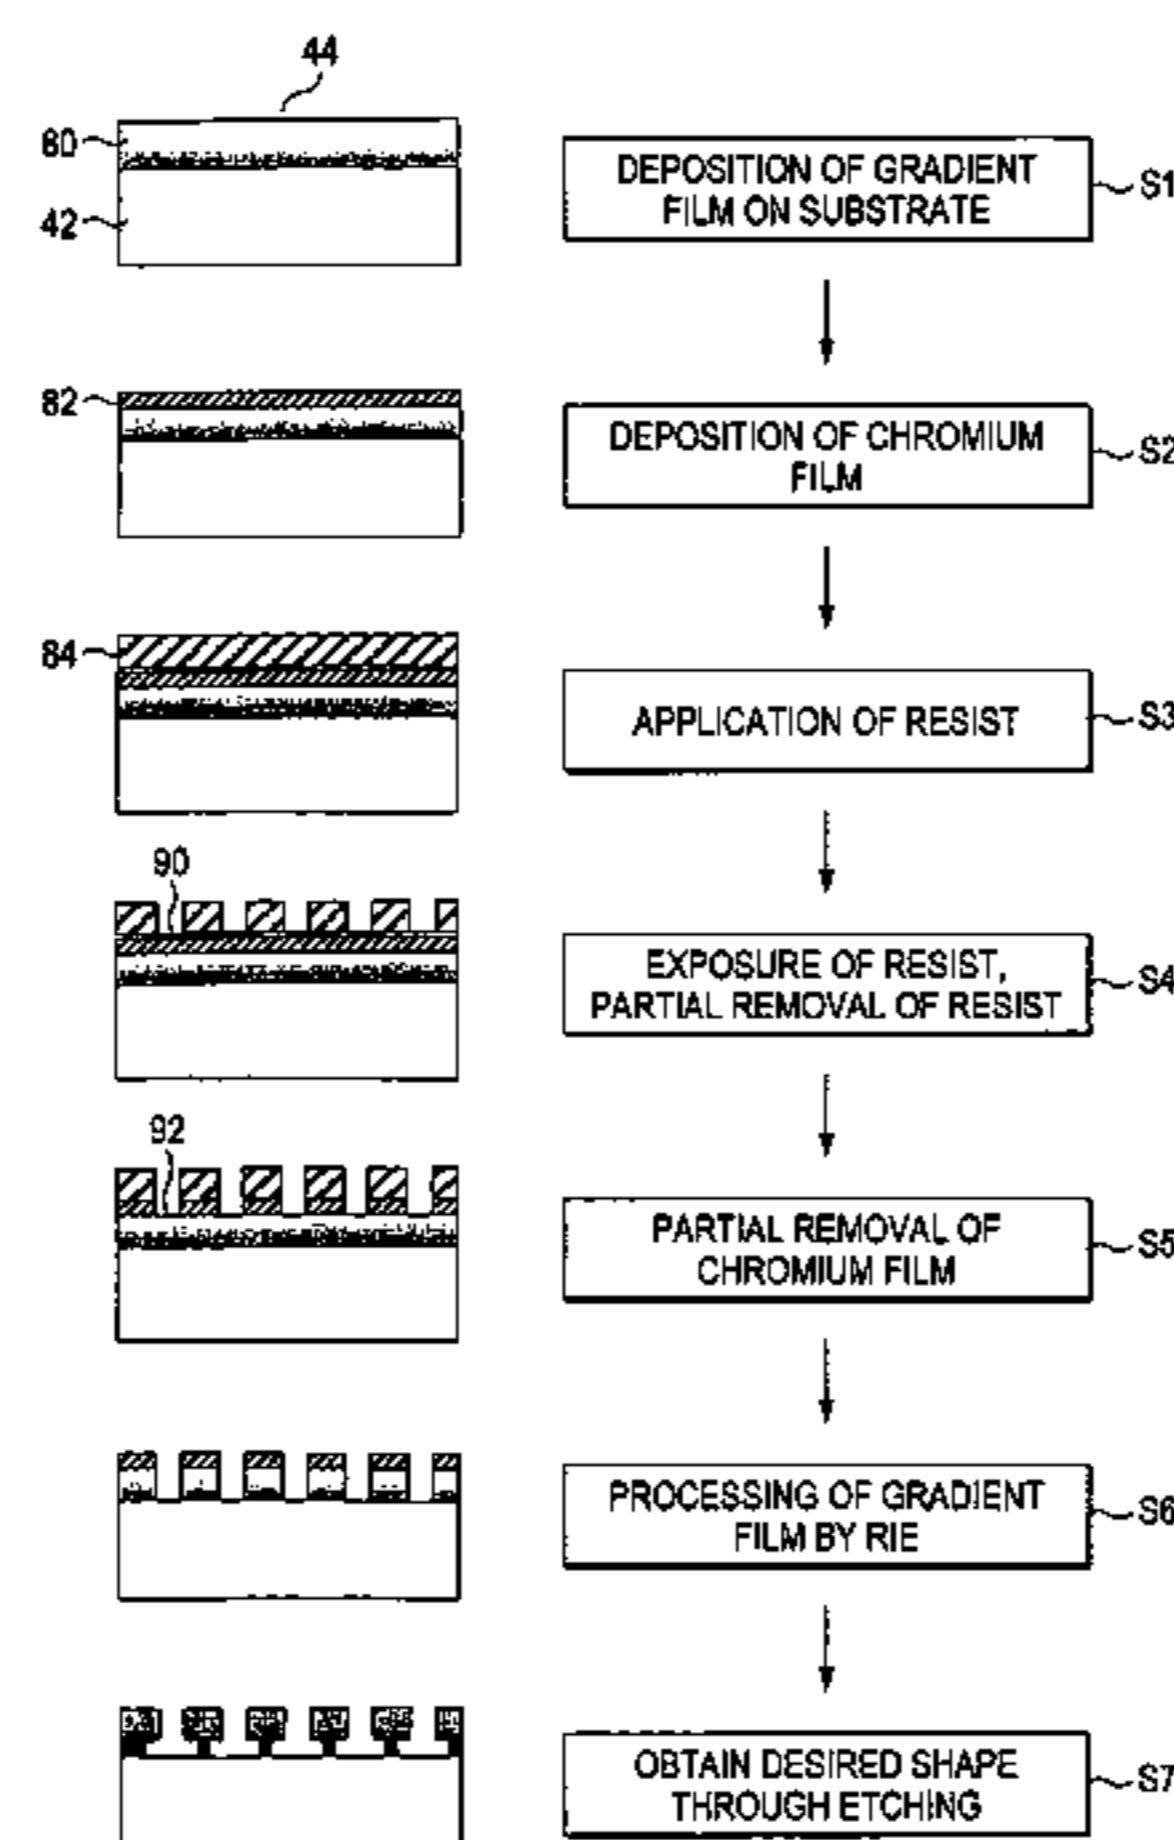 44
80
42
DEPOSITION OF GRADIENT
FILM ON SUBSTRATE
S1
82
DEPOSITION OF CHROMIUM
FILM
S2
84
APPLICATION OF RESIST
S3
90
EXPOSURE OF RESIST,
PARTIAL REMOVAL OF RESIST
S4
92
PARTIAL REMOVAL OF
CHROMIUM FILM
S5
PROCESSING OF GRADIENT
FILM BY RIE
S6
OBTAIN DESIRED SHAPE
THROUGH ETCHING
S7